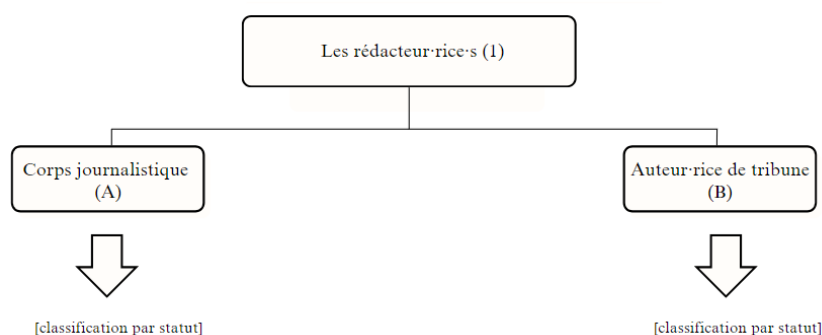 Les rédacteur·rice·s (1)
Corps journalistique
(A)
Auteur·rice de tribune
(B)
[classification par statut]
[classification par statut]